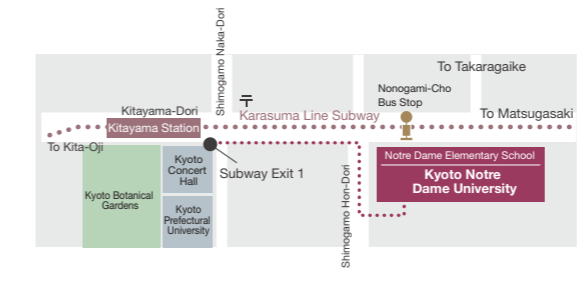 Shimogamo Naka-Dori
To Takaragaike
Nonogami-Cho
Bus Stop
Kitayama-Dori
〒
Karasuma Line Subway
To Matsugasaki
Kitayama Station
To Kita-Oji
Kyoto
Concert
Hall
Subway Exit 1
Notre Dame Elementary School
Kyoto Notre
Dame University
Kyoto Botanical
Gardens
Kyoto
Prefectural
University
Shimogamo Hon-Dori